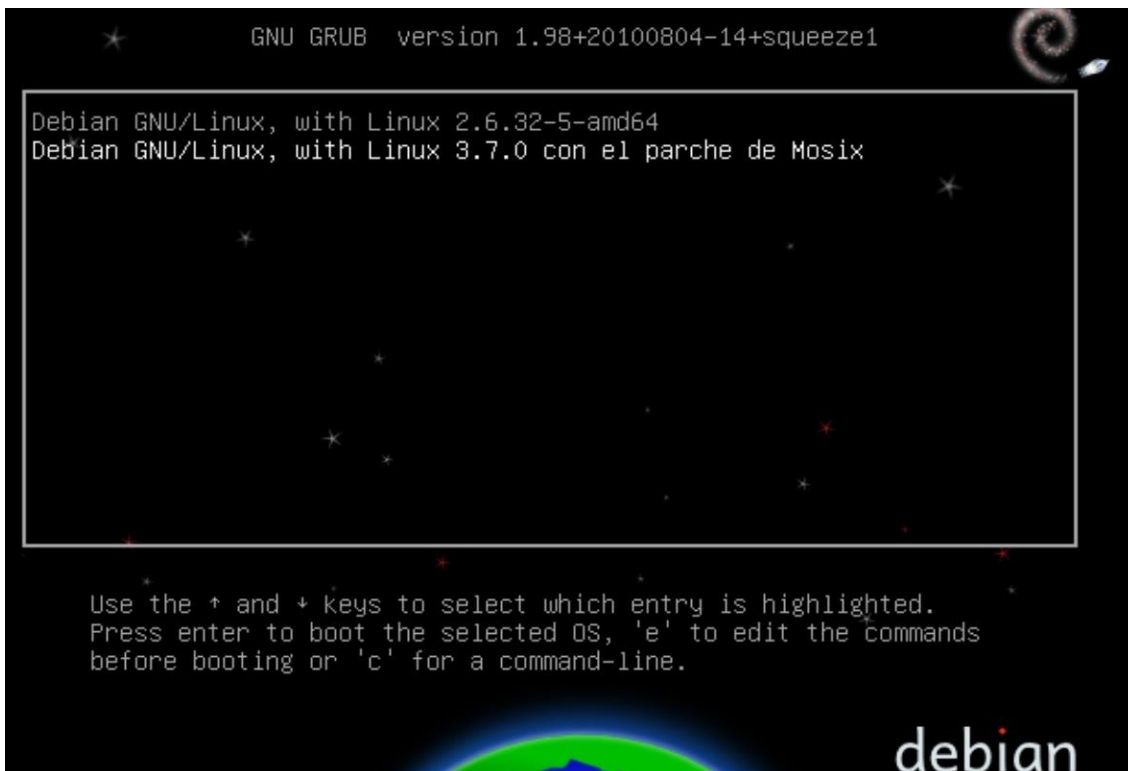 GNU GRUB  version 1.98+20100804-14+squeeze1
Debian GNU/Linux, with Linux 2.6.32-5-amd64
Debian GNU/Linux, with Linux 3.7.0 con el parche de Mosix
Use the ↑ and ↓ keys to select which entry is highlighted.
Press enter to boot the selected OS, 'e' to edit the commands
before booting or 'c' for a command-line.
debian